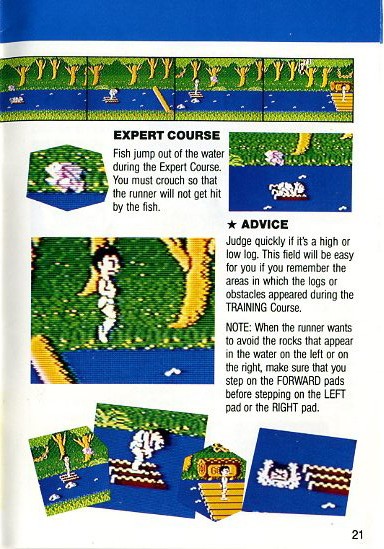 EXPERT COURSE
Fish jump out of the water
during the Expert Course.
You must crouch so that
the runner will not get hit
by the fish.
★ ADVICE
Judge quickly if it's a high or
low log. This field will be easy
for you if you remember the
areas in which the logs or
obstacles appeared during the
TRAINING Course.
NOTE: When the runner wants
to avoid the rocks that appear
in the water on the left or on
the right, make sure that you
step on the FORWARD pads
before stepping on the LEFT
pad or the RIGHT pad.
21